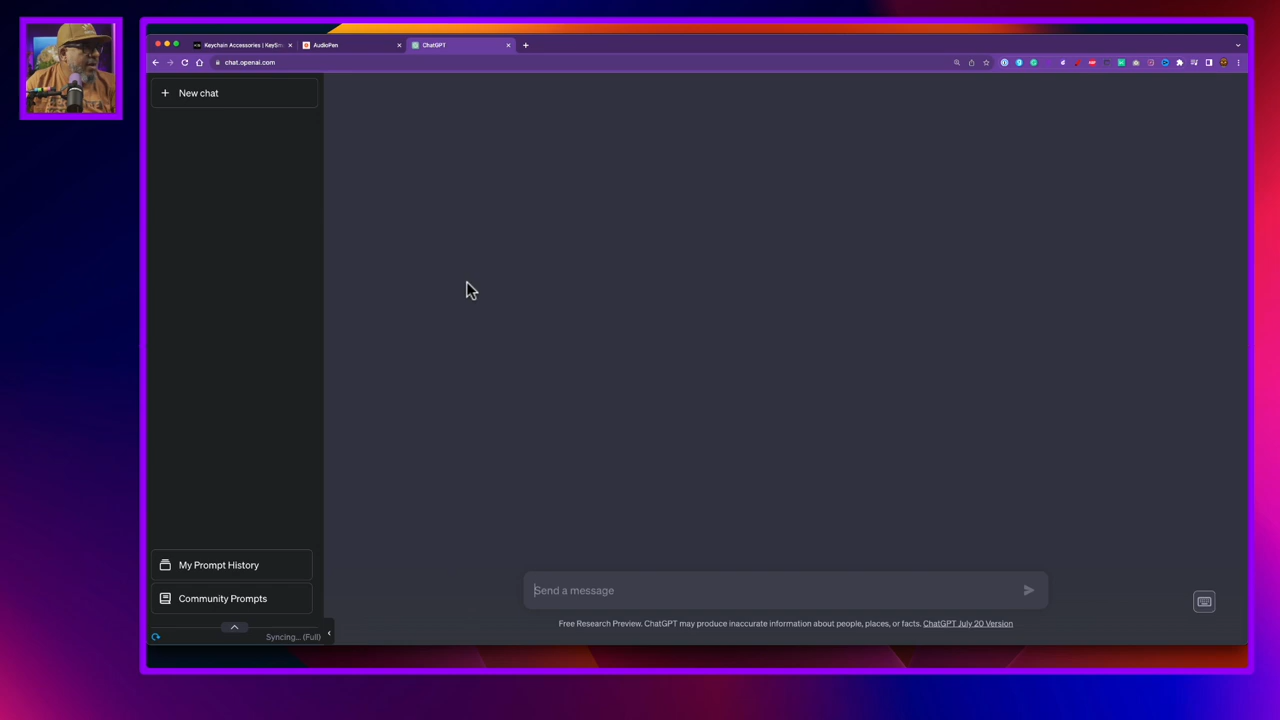 Keychain Accessories | KeySm
AudioPen
ChatGPT
chat.openai.com
New chat
My Prompt History
Community Prompts
Syncing... (Full)
Send a message
Free Research Preview. ChatGPT may produce inaccurate information about people, places, or facts. ChatGPT July 20 Version